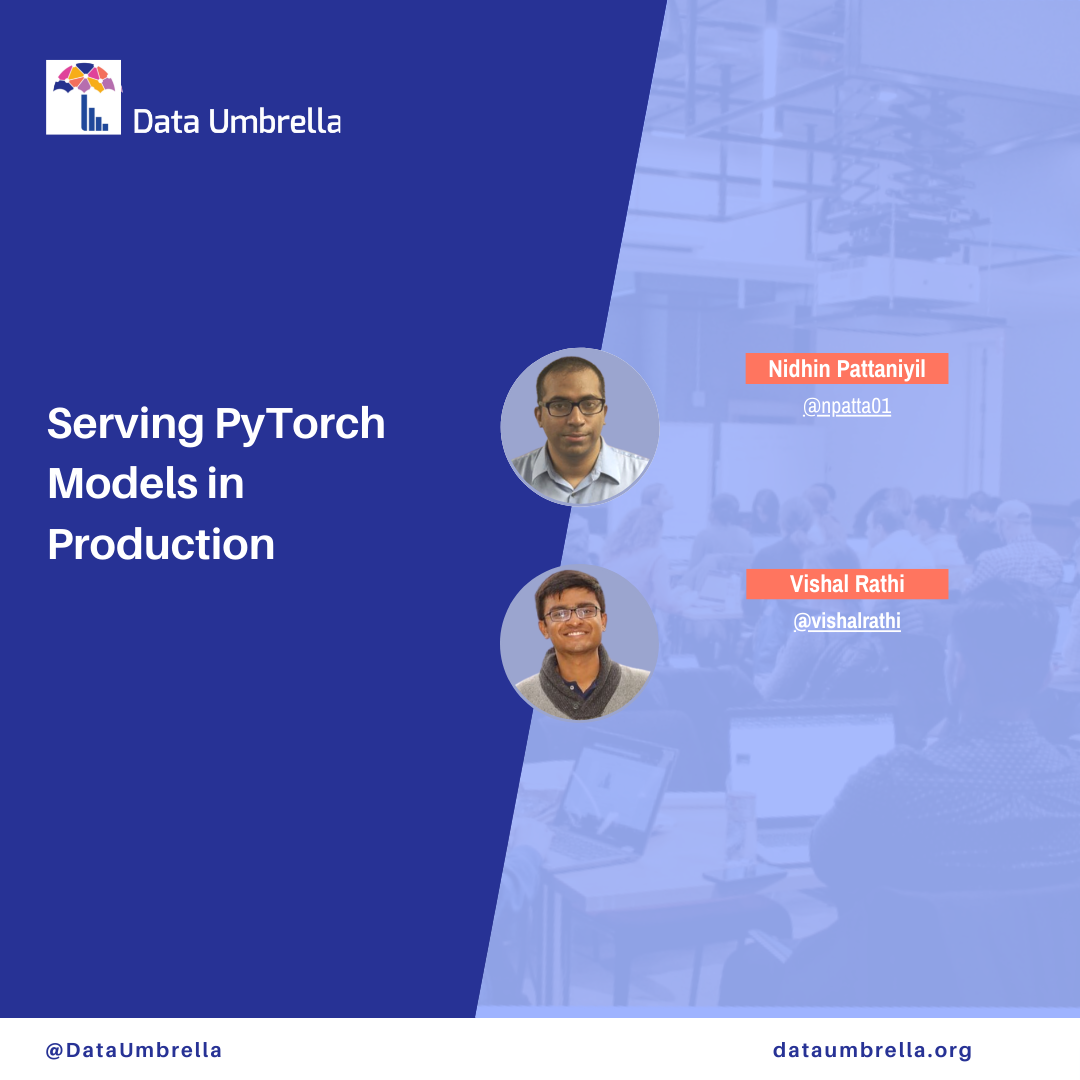 Data Umbrella
Serving PyTorch
Models in
Production
Nidhin Pattaniyil
@npatta01
Vishal Rathi
@vishalrathi
@DataUmbrella
dataumbrella.org